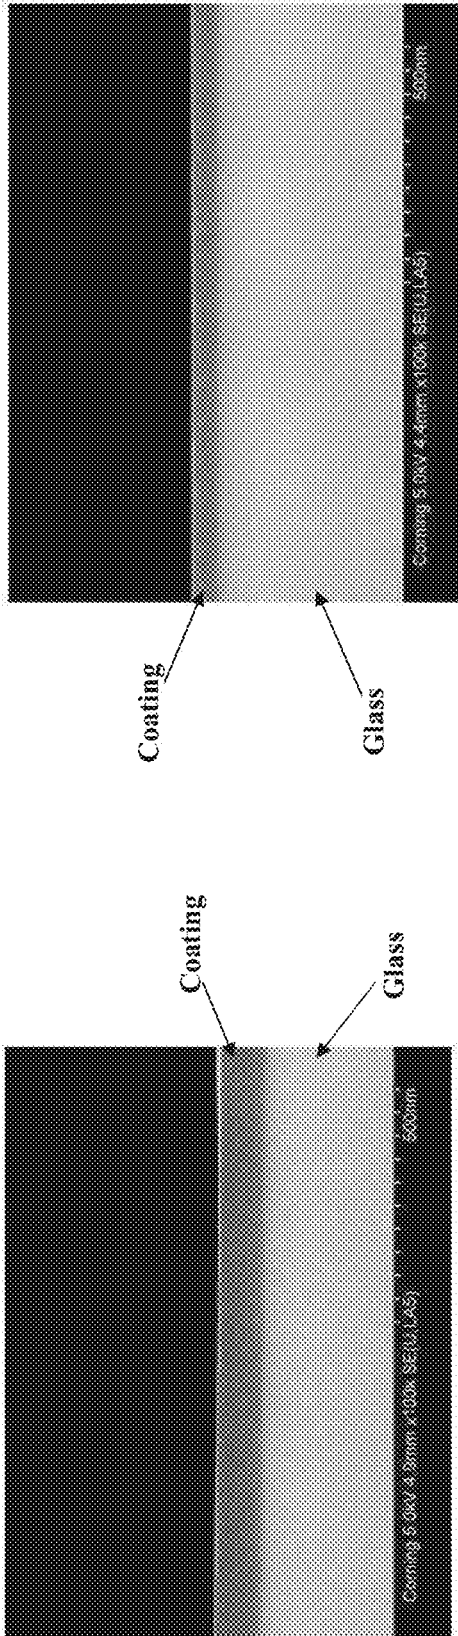 Coating
Glass
Corning 5.0kV 4.3mm x100k SE(U,LA5)
500nm
Coating
Glass
Corning 5.0kV 4.4mm x100k SE(U,LA5)
500nm